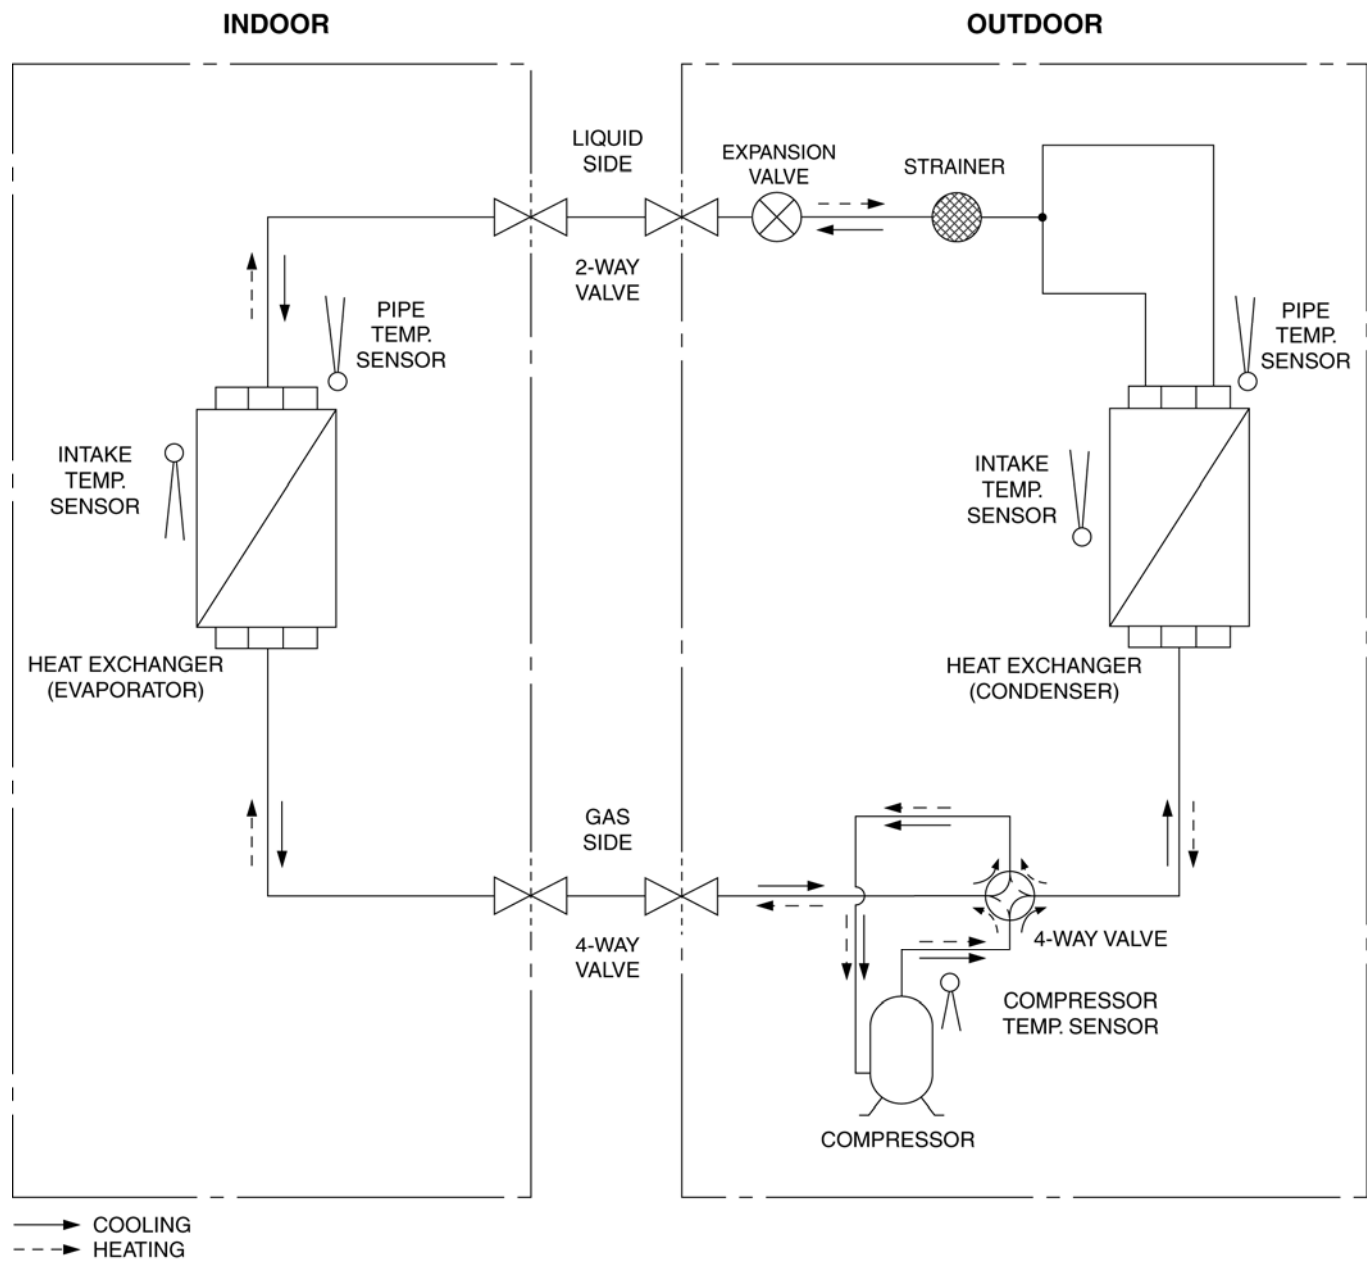 INDOOR
OUTDOOR
LIQUID
SIDE
EXPANSION
VALVE
STRAINER
2-WAY
VALVE
PIPE
TEMP.
SENSOR
PIPE
TEMP.
SENSOR
INTAKE
TEMP.
SENSOR
INTAKE
TEMP.
SENSOR
HEAT EXCHANGER
(EVAPORATOR)
HEAT EXCHANGER
(CONDENSER)
GAS
SIDE
4-WAY
VALVE
4-WAY VALVE
COMPRESSOR
TEMP. SENSOR
COMPRESSOR
COOLING
HEATING